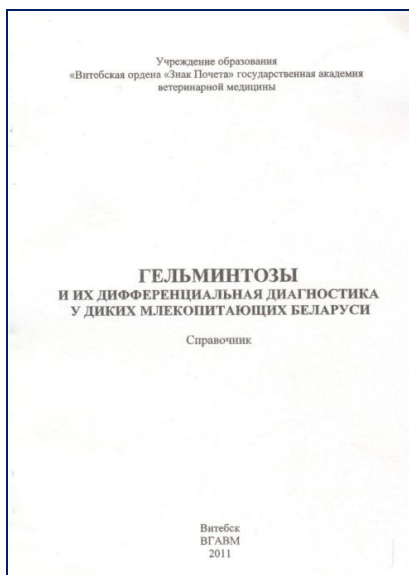 Учреждение образования
«Витебская ордена «Знак Почета» государственная академия
ветеринарной медицины
ГЕЛЬМИНТОЗЫ
И ИХ ДИФФЕРЕНЦИАЛЬНАЯ ДИАГНОСТИКА
У ДИКИХ МЛЕКОПИТАЮЩИХ БЕЛАРУСИ
Справочник
Витебск
ВГАВМ
2011